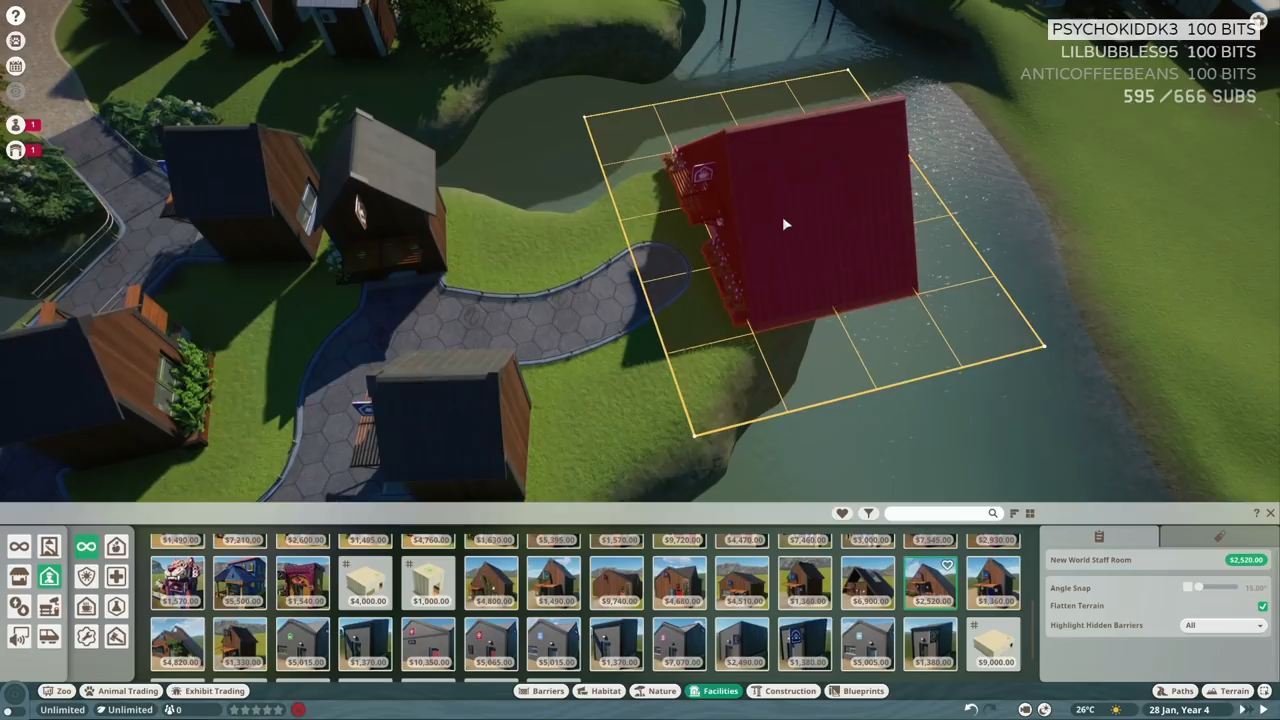 PSYCHOKIDDK3 100 BITS
LILBUBBLES95 100 BITS
ANTICOFFEEBEANS 100 BITS
595 /666 SUBS
?
1
1
? ×
$1,490.00 $7,210.00 $2,600.00 $1,495.00 $4,760.00 $1,630.00 $5,395.00 $1,570.00 $9,720.00 $4,470.00 $7,460.00 $3,000.00 $7,545.00 $2,930.00
New World Staff Room $2,520.00
$1,570.00 $5,500.00 $1,540.00 # $4,000.00 # $1,000.00 $4,800.00 $1,490.00 $9,740.00 $4,680.00 $4,510.00 $1,360.00 $6,900.00 $2,520.00 $1,360.00
Angle Snap 15.00°
Flatten Terrain
Highlight Hidden Barriers All
$4,820.00 $1,330.00 $5,015.00 $1,370.00 $10,350.00 $5,065.00 $5,015.00 $1,370.00 $7,070.00 $2,490.00 $1,380.00 $5,005.00 $1,380.00 # $9,000.00
Zoo Animal Trading Exhibit Trading Barriers Habitat Nature Facilities Construction Blueprints Paths Terrain
Unlimited Unlimited 0 26°C 28 Jan, Year 4